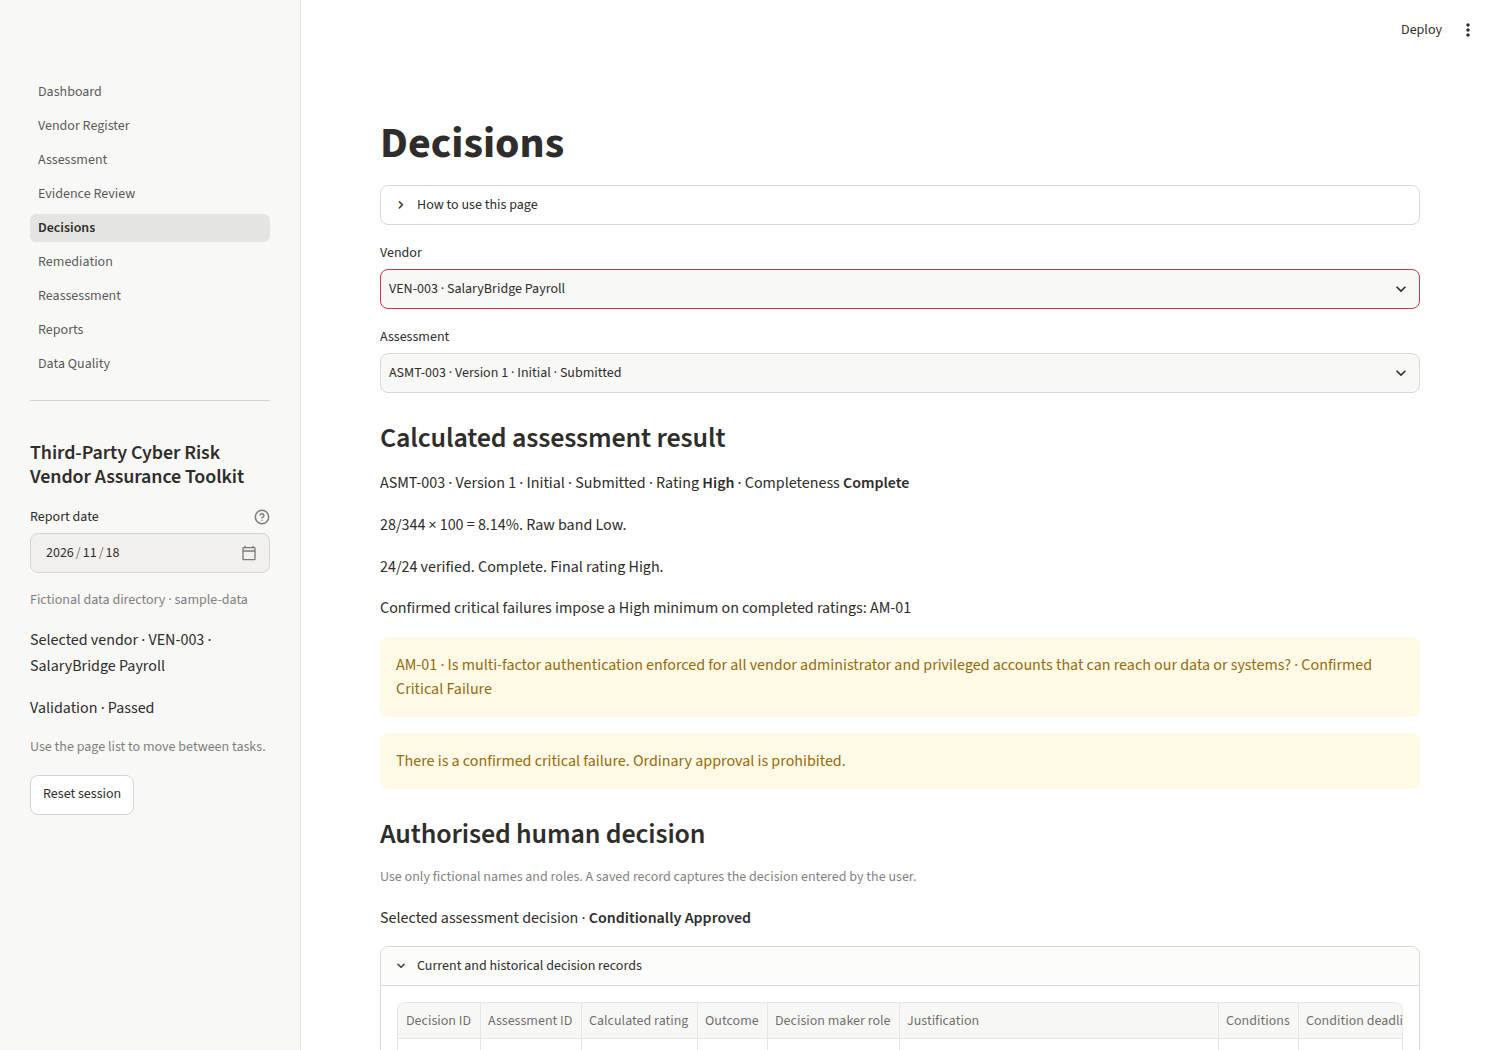 Deploy
Dashboard
Vendor Register
Assessment
Evidence Review
Decisions
Remediation
Reassessment
Reports
Data Quality
Third-Party Cyber Risk
Vendor Assurance Toolkit
Report date
2026 / 11 / 18
Fictional data directory · sample-data
Selected vendor · VEN-003 ·
SalaryBridge Payroll
Validation · Passed
Use the page list to move between tasks.
Reset session
Decisions
How to use this page
Vendor
VEN-003 · SalaryBridge Payroll
Assessment
ASMT-003 · Version 1 · Initial · Submitted
Calculated assessment result
ASMT-003 · Version 1 · Initial · Submitted · Rating High · Completeness Complete
28/344 × 100 = 8.14%. Raw band Low.
24/24 verified. Complete. Final rating High.
Confirmed critical failures impose a High minimum on completed ratings: AM-01
AM-01 · Is multi-factor authentication enforced for all vendor administrator and privileged accounts that can reach our data or systems? · Confirmed
Critical Failure
There is a confirmed critical failure. Ordinary approval is prohibited.
Authorised human decision
Use only fictional names and roles. A saved record captures the decision entered by the user.
Selected assessment decision · Conditionally Approved
Current and historical decision records
Decision ID Assessment ID Calculated rating Outcome Decision maker role Justification Conditions Condition deadli